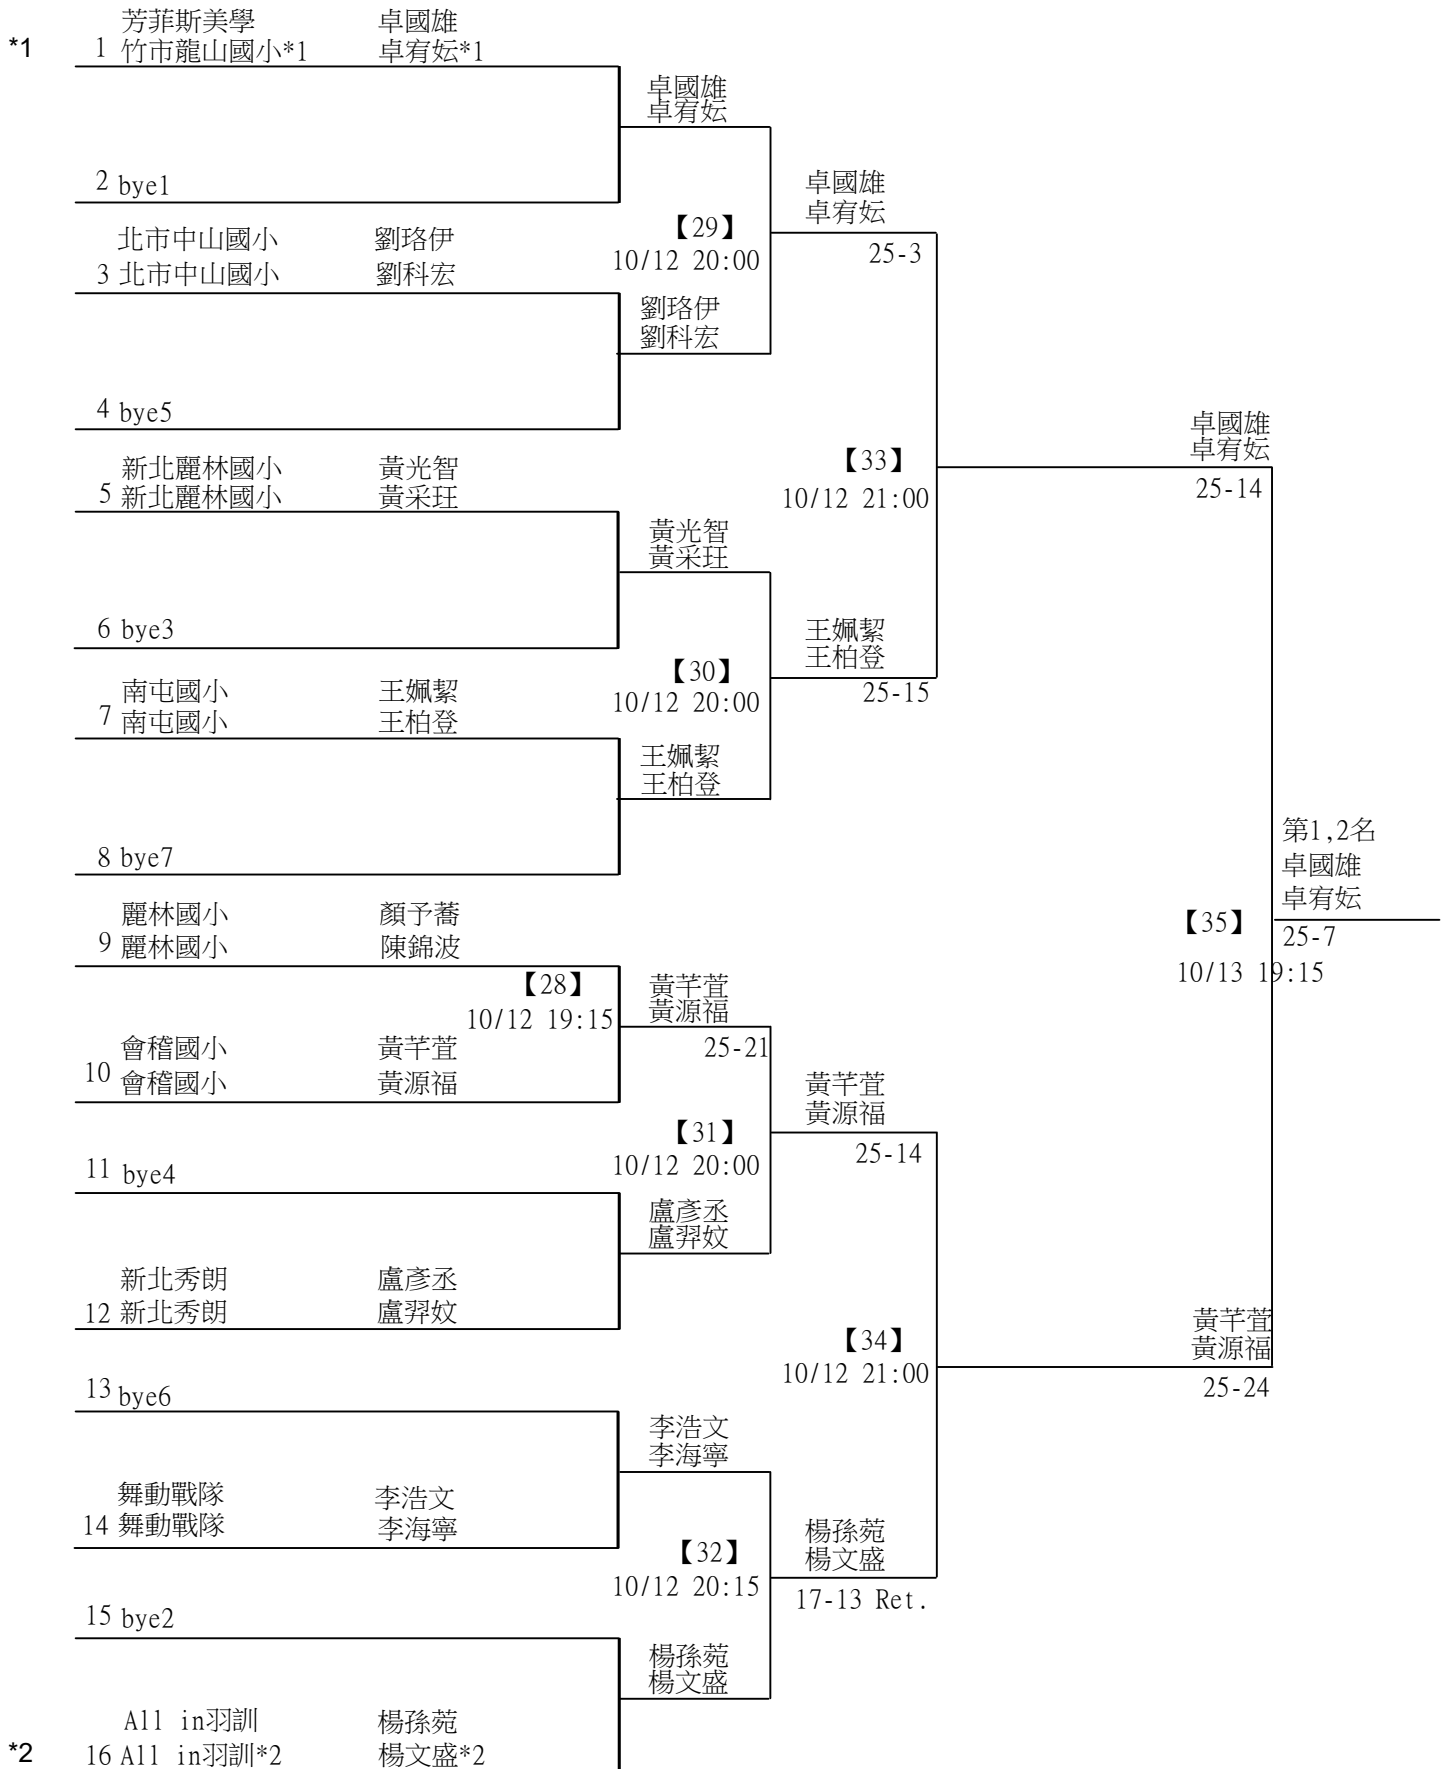 芳菲斯美學 卓國雄
*1 1 竹市龍山國小*1 卓宥妘*1
卓國雄
卓宥妘
2 bye1
卓國雄
卓宥妘
【29】
10/12 20:00
25-3
北市中山國小 劉珞伊
3 北市中山國小 劉科宏
劉珞伊
劉科宏
4 bye5
卓國雄
卓宥妘
25-14
【33】
10/12 21:00
新北麗林國小 黃光智
5 新北麗林國小 黃采玨
黃光智
黃采玨
6 bye3
王姵絜
王柏登
25-15
【30】
10/12 20:00
南屯國小 王姵絜
7 南屯國小 王柏登
王姵絜
王柏登
8 bye7
第1,2名
卓國雄
卓宥妘
25-7
【35】
10/13 19:15
麗林國小 顏予蕎
9 麗林國小 陳錦波
【28】
10/12 19:15
黃芊萓
黃源福
25-21
會稽國小 黃芊萓
10 會稽國小 黃源福
黃芊萓
黃源福
25-14
【31】
10/12 20:00
11 bye4
盧彥丞
盧羿妏
新北秀朗 盧彥丞
12 新北秀朗 盧羿妏
黃芊萓
黃源福
25-24
【34】
10/12 21:00
13 bye6
李浩文
李海寧
舞動戰隊 李浩文
14 舞動戰隊 李海寧
楊孫菀
楊文盛
17-13 Ret.
【32】
10/12 20:15
15 bye2
楊孫菀
楊文盛
All in羽訓 楊孫菀
*2 16 All in羽訓*2 楊文盛*2